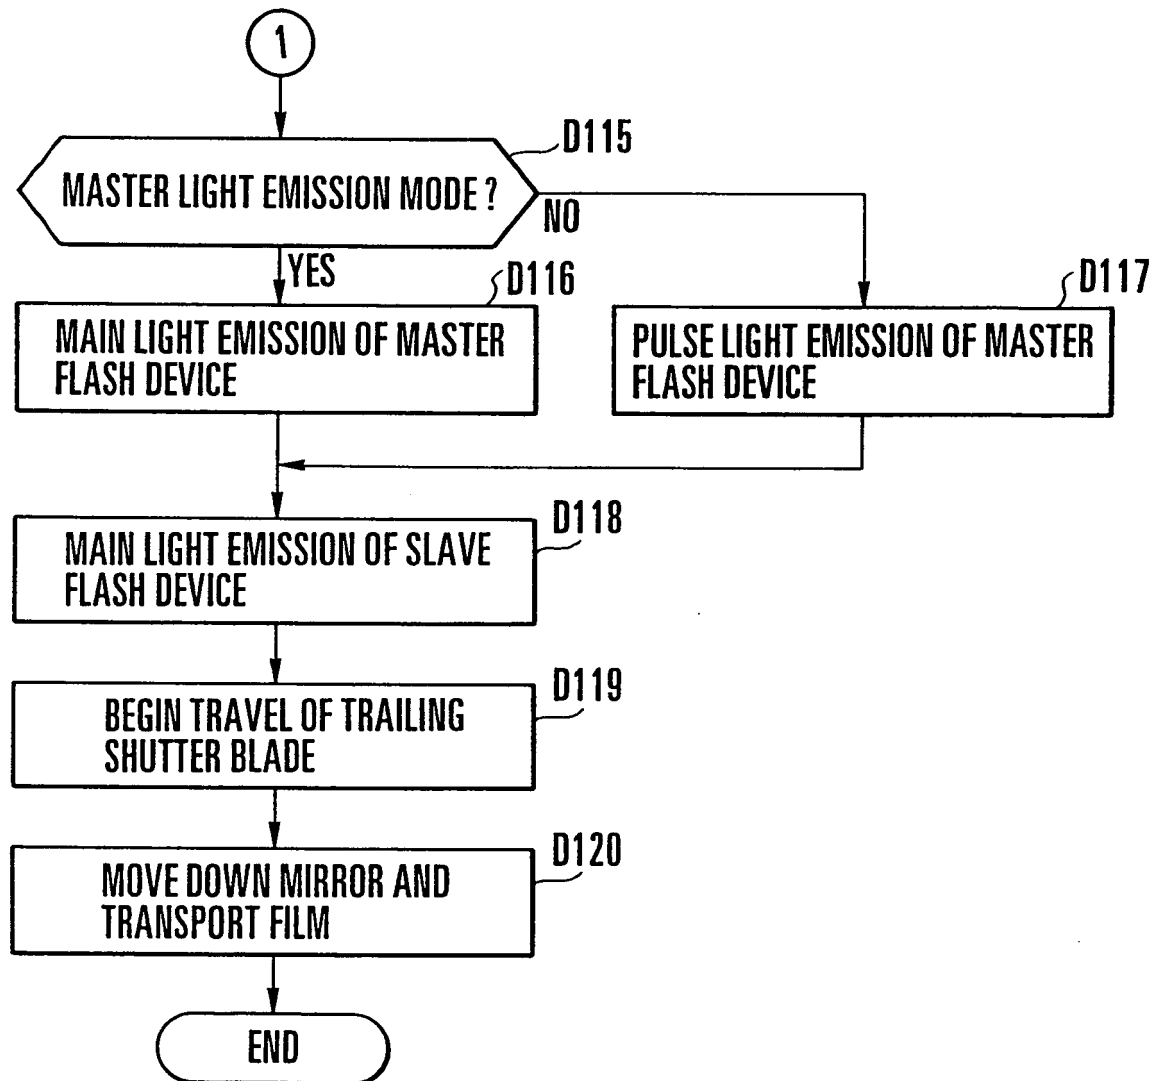 1
D115
MASTER LIGHT EMISSION MODE ?
NO
YES
D116
MAIN LIGHT EMISSION OF MASTER
FLASH DEVICE
D117
PULSE LIGHT EMISSION OF MASTER
FLASH DEVICE
D118
MAIN LIGHT EMISSION OF SLAVE
FLASH DEVICE
D119
BEGIN TRAVEL OF TRAILING
SHUTTER BLADE
D120
MOVE DOWN MIRROR AND
TRANSPORT FILM
END